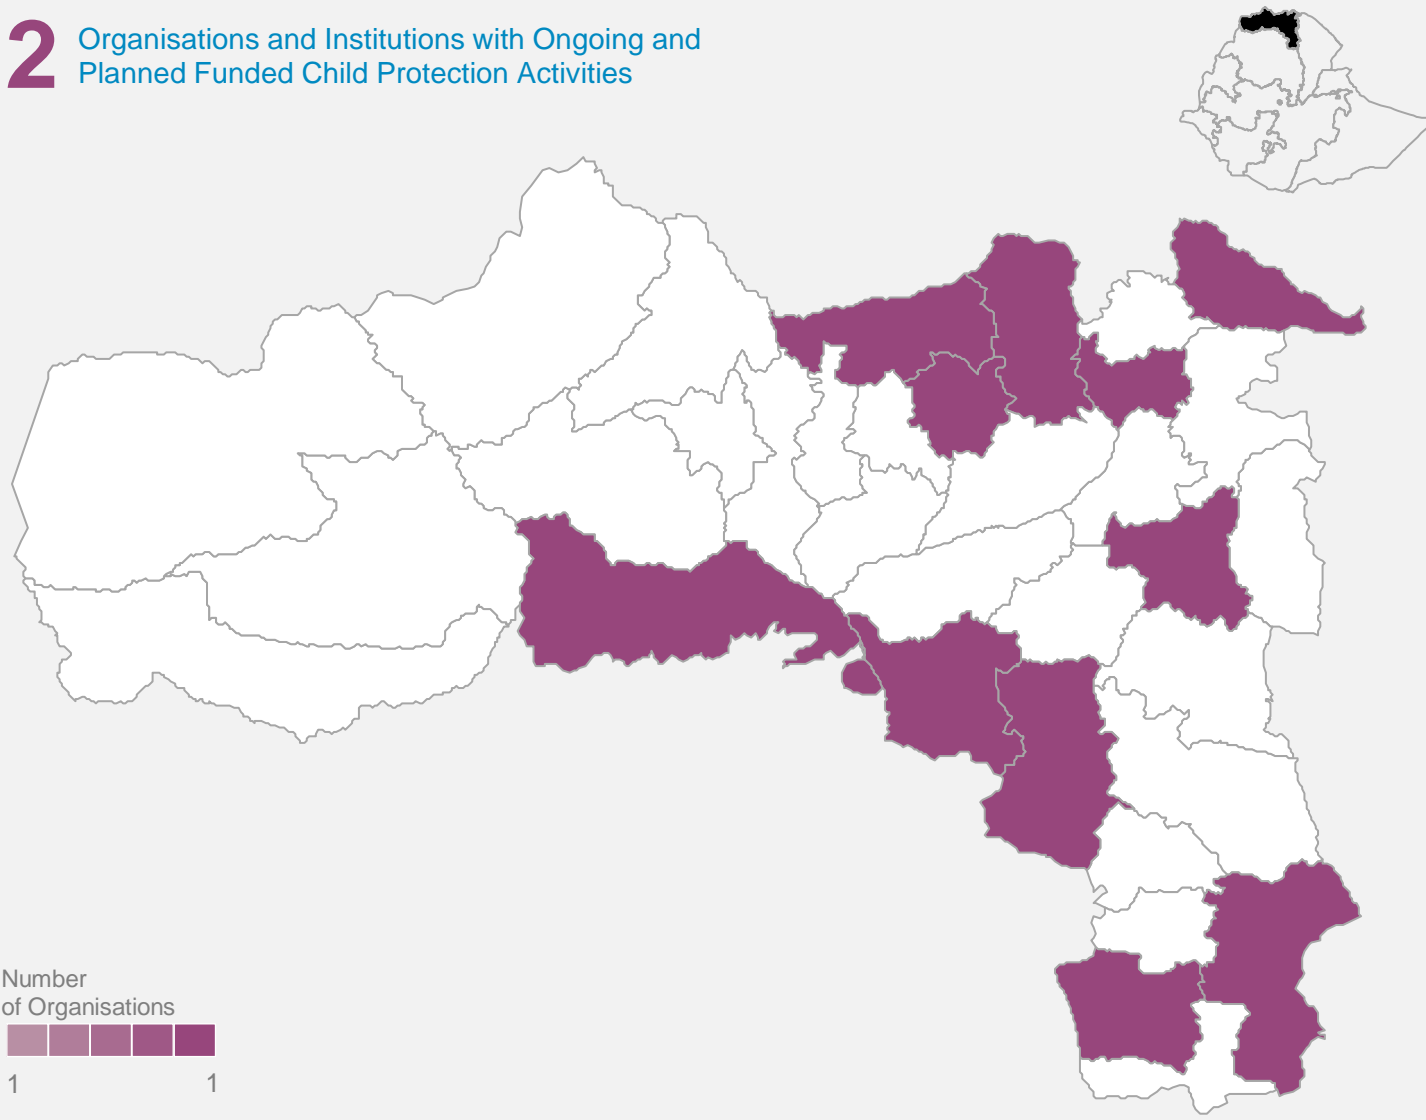 2
Organisations and Institutions with Ongoing and
Planned Funded Child Protection Activities
Number
of Organisations
1 1